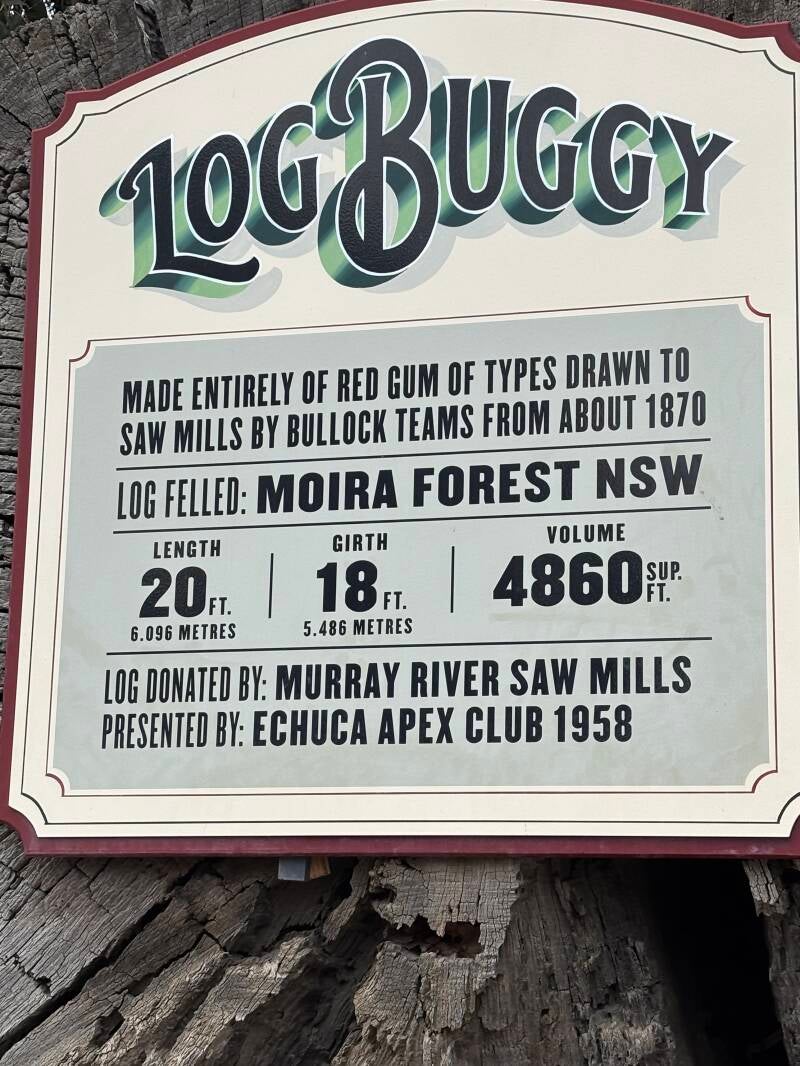 LOG BUGGY
MADE ENTIRELY OF RED GUM OF TYPES DRAWN TO
SAW MILLS BY BULLOCK TEAMS FROM ABOUT 1870
LOG FELLED: MOIRA FOREST NSW
LENGTH GIRTH VOLUME
20 FT. 18 FT. 4860 SUP. FT.
6.096 METRES 5.486 METRES
LOG DONATED BY: MURRAY RIVER SAW MILLS
PRESENTED BY: ECHUCA APEX CLUB 1958